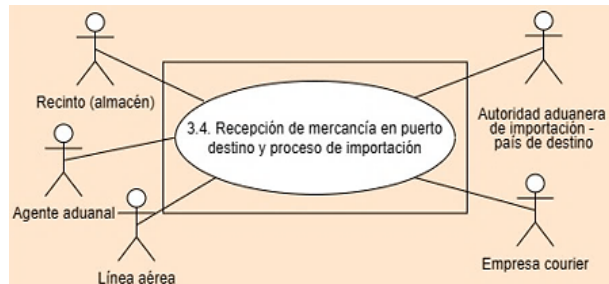 Recinto (almacén)
3.4. Recepción de mercancía en puerto
destino y proceso de importación
Autoridad aduanera
de importación -
país de destino
Agente aduanal
Línea aérea
Empresa courier